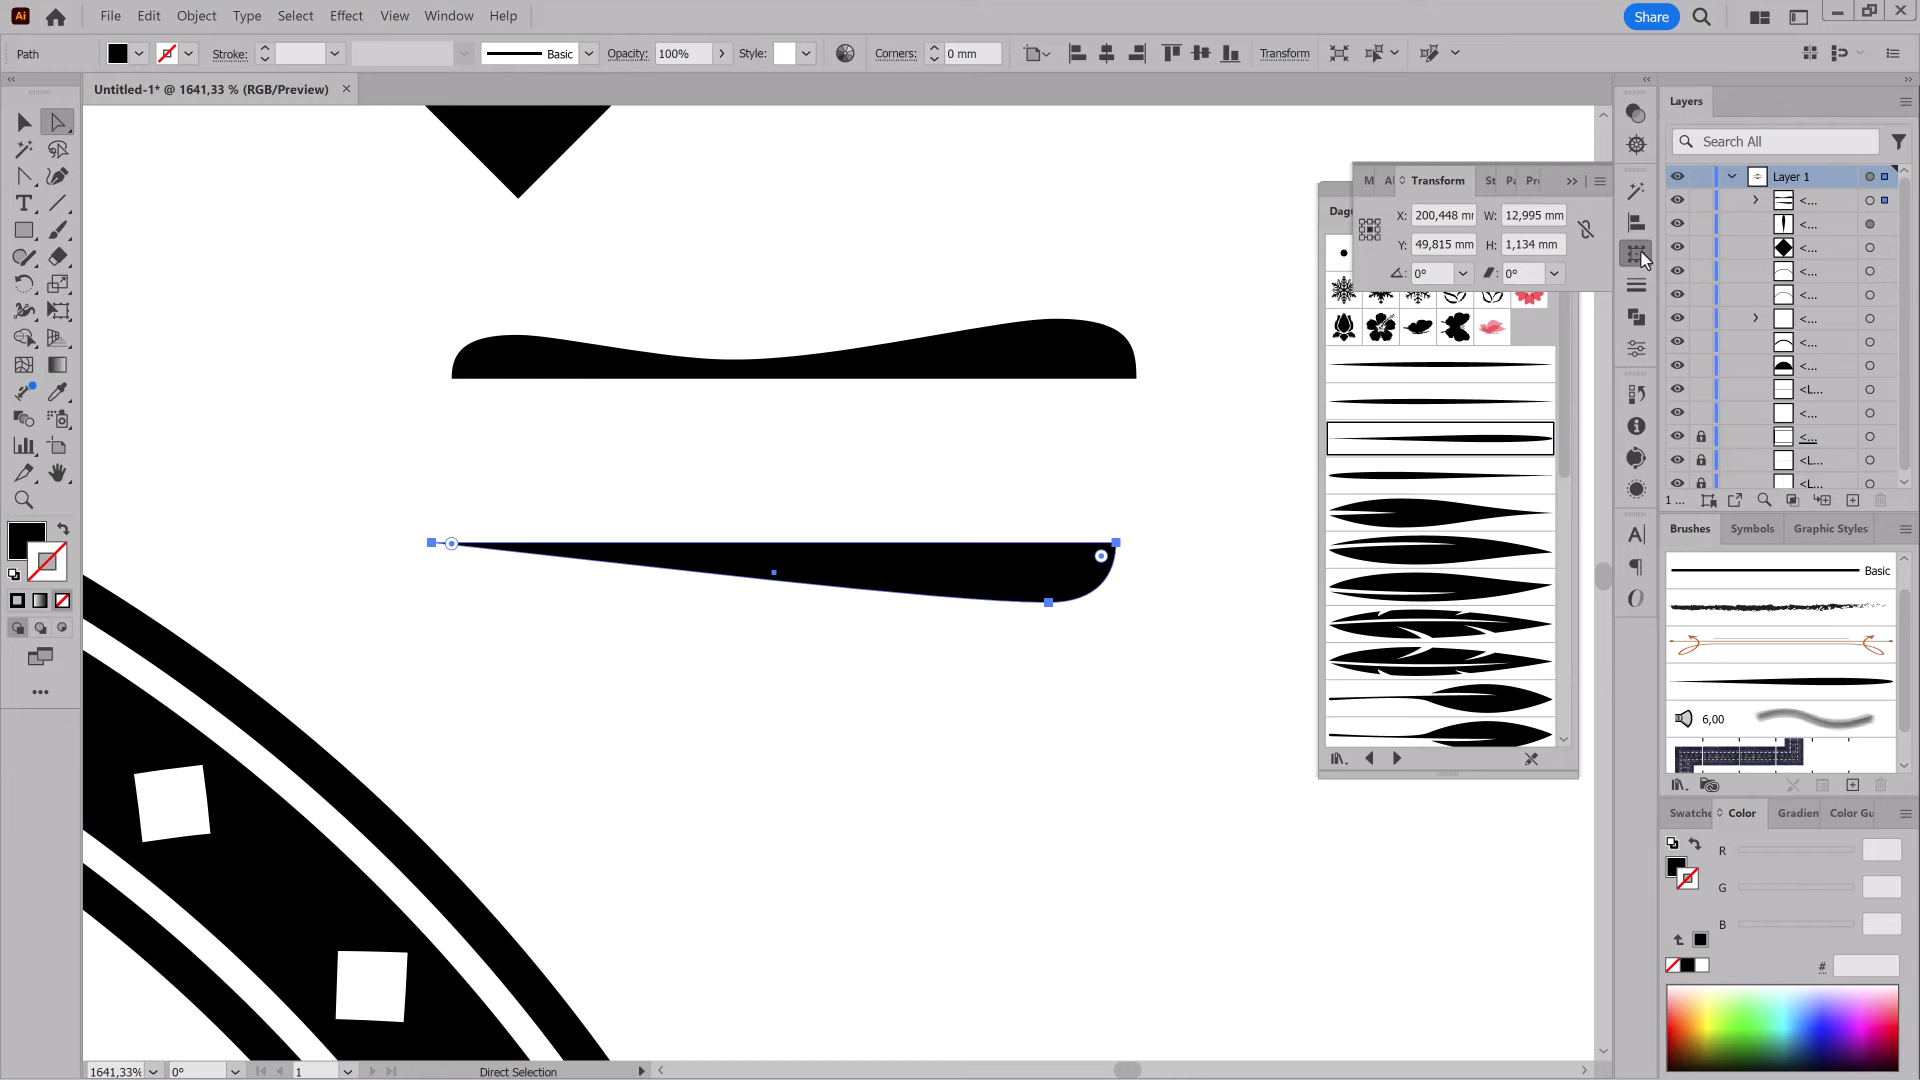 Ai File Edit Object Type Select Effect View Window Help Share
Path Stroke: Basic Opacity: 100% Style: Corners: 0 mm Transform
Untitled-1* @ 1641,33 % (RGB/Preview)
M Al Transform St Pa Pr
X: 200,448 mr W: 12,995 mm
Y: 49,815 mm H: 1,134 mm
0° 0°
Dagu
Layers
Search All
Layer 1
<...
<...
<...
<...
<...
<...
<...
<...
<L...
<...
<...
<L...
<L...
1 ...
Brushes Symbols Graphic Styles
Basic
6,00
Swatche Color Gradien Color Gu
R
G
B
#
1641,33% 0° 1 Direct Selection